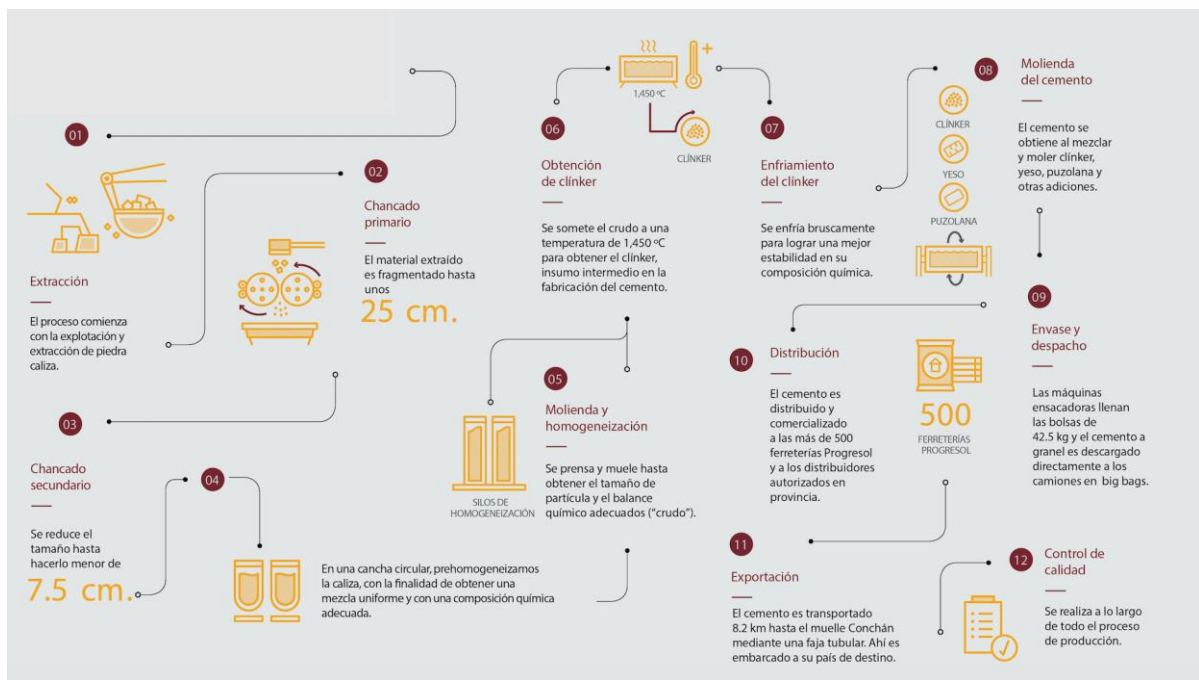 01
Extracción
El proceso comienza
con la explotación y
extracción de piedra
caliza.
02
Chancado
primario
El material extraído
es fragmentado hasta
unos
25 cm.
03
Chancado
secundario
Se reduce el
tamaño hasta
hacerlo menor de
7.5 cm.
04
En una cancha circular, prehomogeneizamos
la caliza, con la finalidad de obtener una
mezcla uniforme y con una composición química
adecuada.
05
Molienda y
homogeneización
Se prensa y muele hasta
obtener el tamaño de
partícula y el balance
químico adecuados (“crudo”).
SILOS DE
HOMOGENEIZACIÓN
06
Obtención
de clínker
Se somete el crudo a una
temperatura de 1,450 ºC
para obtener el clínker,
insumo intermedio en la
fabricación del cemento.
1,450 ºC
CLÍNKER
07
Enfriamiento
del clínker
Se enfría bruscamente
para lograr una mejor
estabilidad en su
composición química.
08
Molienda
del cemento
El cemento se
obtiene al mezclar
y moler clínker,
yeso, puzolana y
otras adiciones.
CLÍNKER
YESO
PUZOLANA
09
Envase y
despacho
Las máquinas
ensacadoras llenan
las bolsas de
42.5 kg y el cemento a
granel es descargado
directamente a los
camiones en big bags.
10
Distribución
El cemento es
distribuido y
comercializado
a las más de 500
ferreterías Progresol
y a los distribuidores
autorizados en
provincia.
500
FERRETERÍAS
PROGRESOL
11
Exportación
El cemento es transportado
8.2 km hasta el muelle Conchán
mediante una faja tubular. Ahí es
embarcado a su país de destino.
12
Control de
calidad
Se realiza a lo largo
de todo el proceso
de producción.